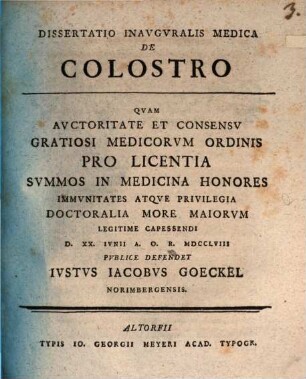 3.
DISSERTATIO INAVGVRALIS MEDICA
DE
COLOSTRO
QVAM
AVCTORITATE ET CONSENSV
GRATIOSI MEDICORVM ORDINIS
PRO LICENTIA
SVMMOS IN MEDICINA HONORES
IMMVNITATES ATQVE PRIVILEGIA
DOCTORALIA MORE MAIORVM
LEGITIME CAPESSENDI
D. XX. IVNII A. O. R. MDCCLVIII
PVBLICE DEFENDET
IVSTVS IACOBVS GOECKEL
NORIMBERGENSIS.
ALTORFII
TYPIS IO. GEORGII MEYERI ACAD. TYPOGR.